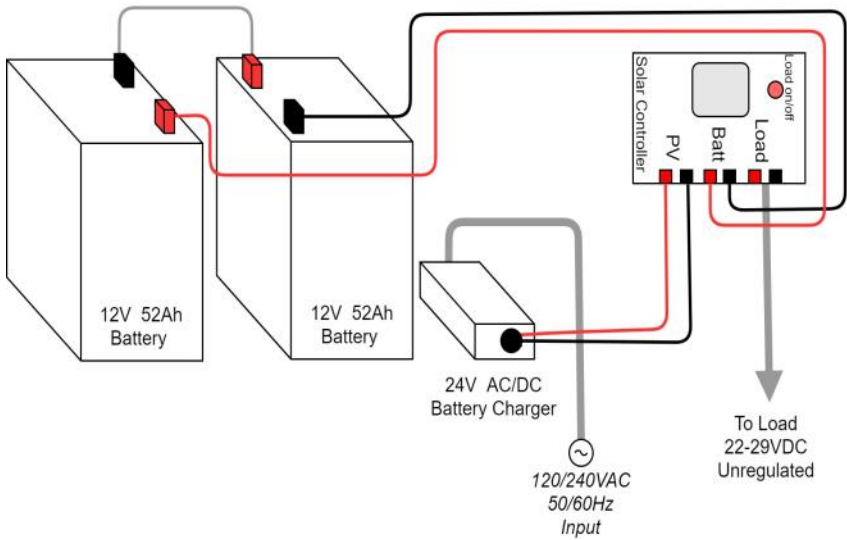 Solar Controller
PV
Batt
Load
Load on/off
12V 52Ah
Battery
12V 52Ah
Battery
24V AC/DC
Battery Charger
To Load
22-29VDC
Unregulated
120/240VAC
50/60Hz
Input